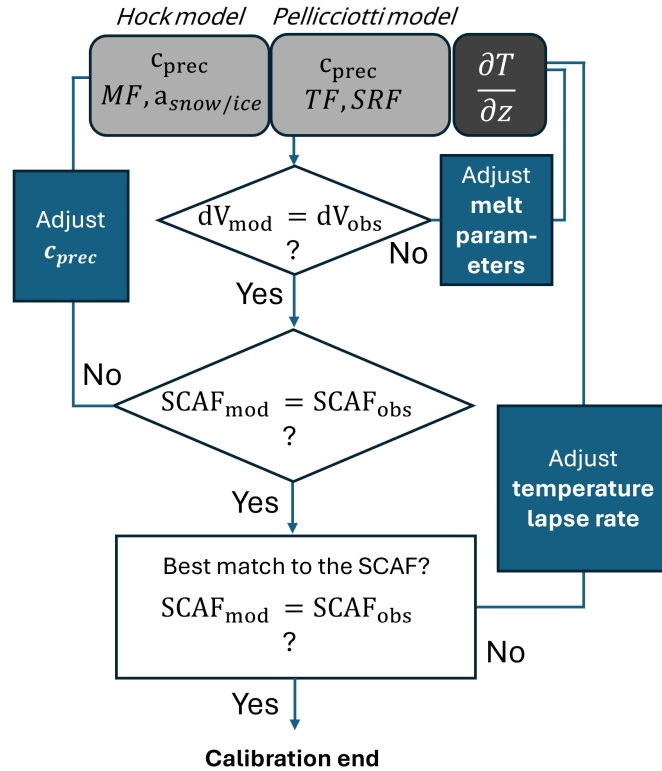 Hock model
Pellicciotti model
c_prec
MF, a_snow/ice
c_prec
TF, SRF
∂T
∂z
dV_mod = dV_obs
?
No
Adjust
melt
param-
eters
Adjust
c_prec
Yes
SCAF_mod = SCAF_obs
?
No
Yes
Adjust
temperature
lapse rate
Best match to the SCAF?
SCAF_mod = SCAF_obs
?
No
Yes
Calibration end